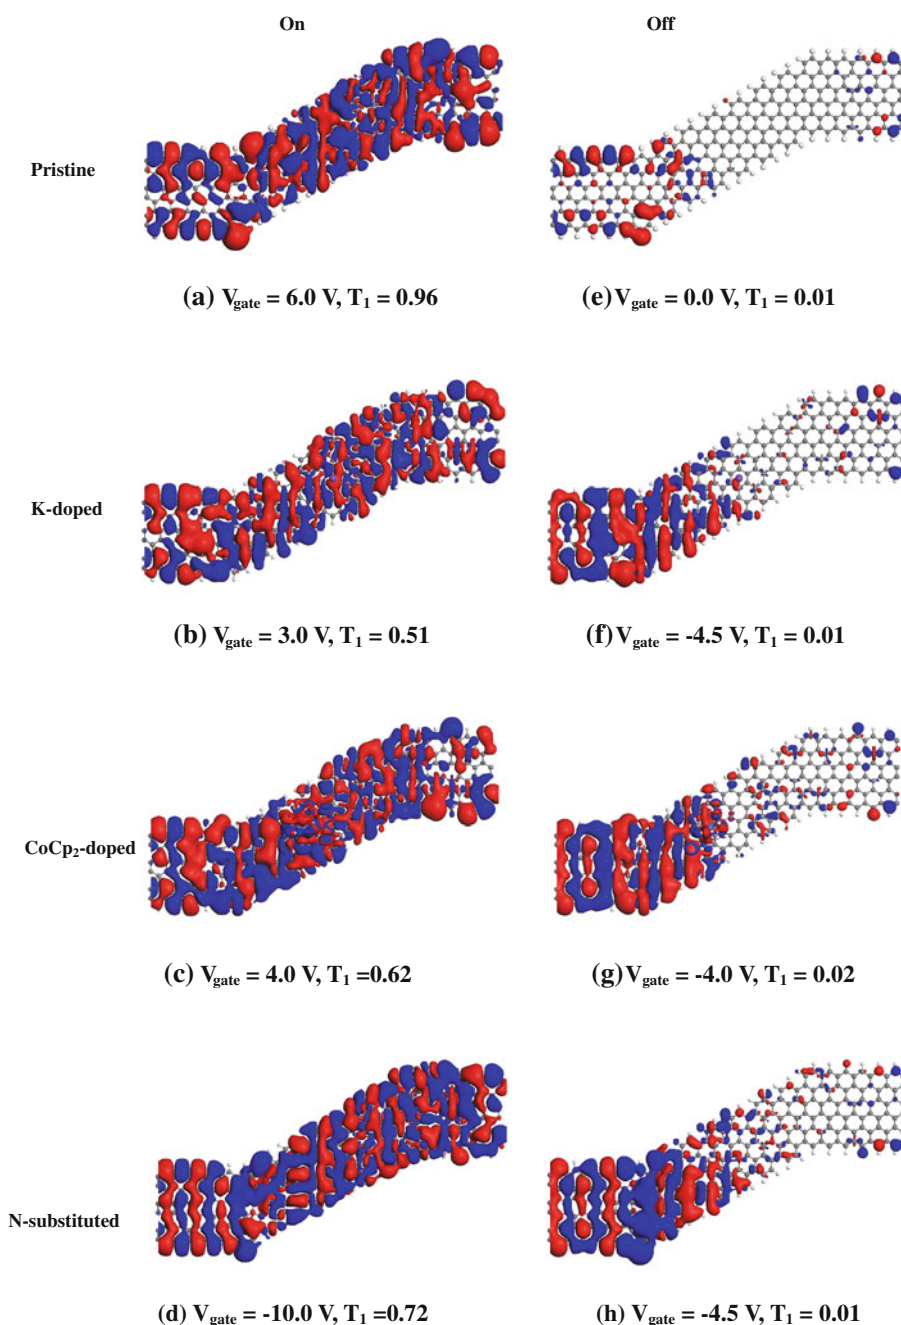 On Off
Pristine
(a) Vgate = 6.0 V, T1 = 0.96
(e) Vgate = 0.0 V, T1 = 0.01
K-doped
(b) Vgate = 3.0 V, T1 = 0.51
(f) Vgate = -4.5 V, T1 = 0.01
CoCp2-doped
(c) Vgate = 4.0 V, T1 =0.62
(g) Vgate = -4.0 V, T1 = 0.02
N-substituted
(d) Vgate = -10.0 V, T1 =0.72
(h) Vgate = -4.5 V, T1 = 0.01